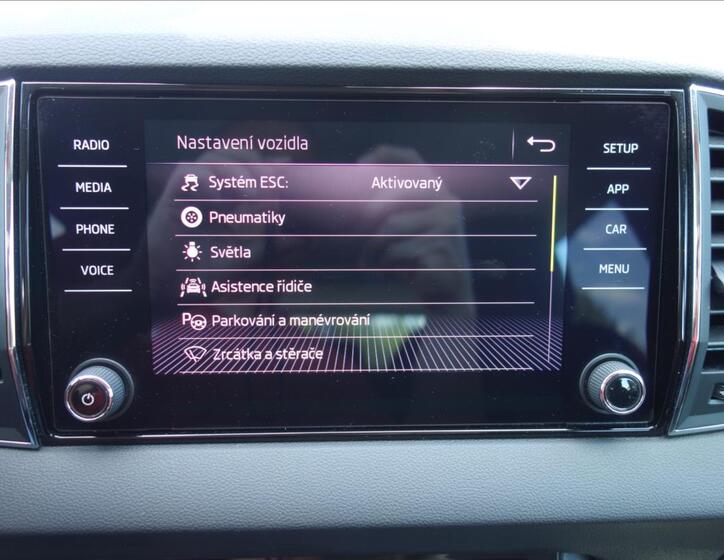 RADIO
MEDIA
PHONE
VOICE
Nastavení vozidla
Systém ESC: Aktivovaný
Pneumatiky
Světla
Asistence řidiče
Parkování a manévrování
Zrcátka a stěrače
SETUP
APP
CAR
MENU